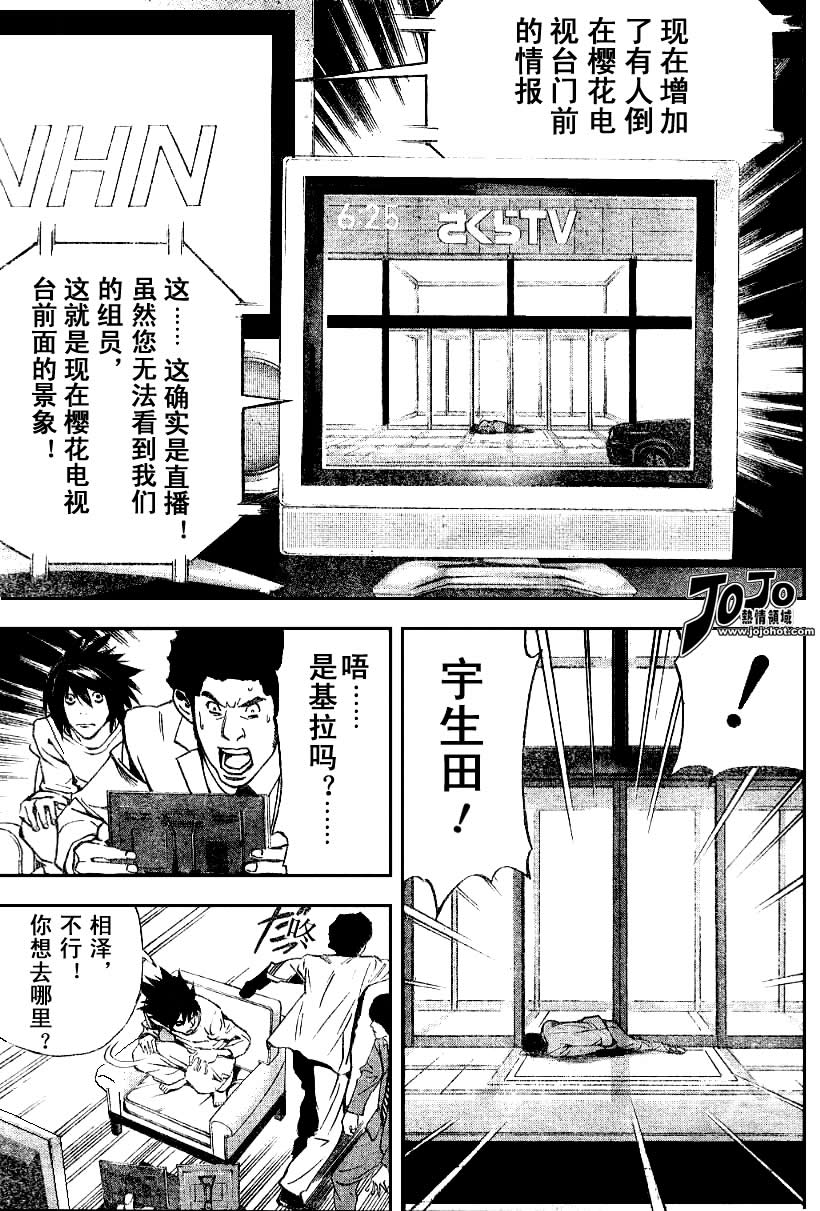 现在增加
了有人倒
在樱花电
视台门前
的情报
NHN
6:25 さくらTV
这……这确实是直播！
虽然您无法看到我们
的组员，
这就是现在樱花电视
台前面的景象！
JOJO
熱情領域
www.jojohot.com
！
宇生田！
唔……
是基拉吗？……
相泽，
不行！
你想去哪里？
咚